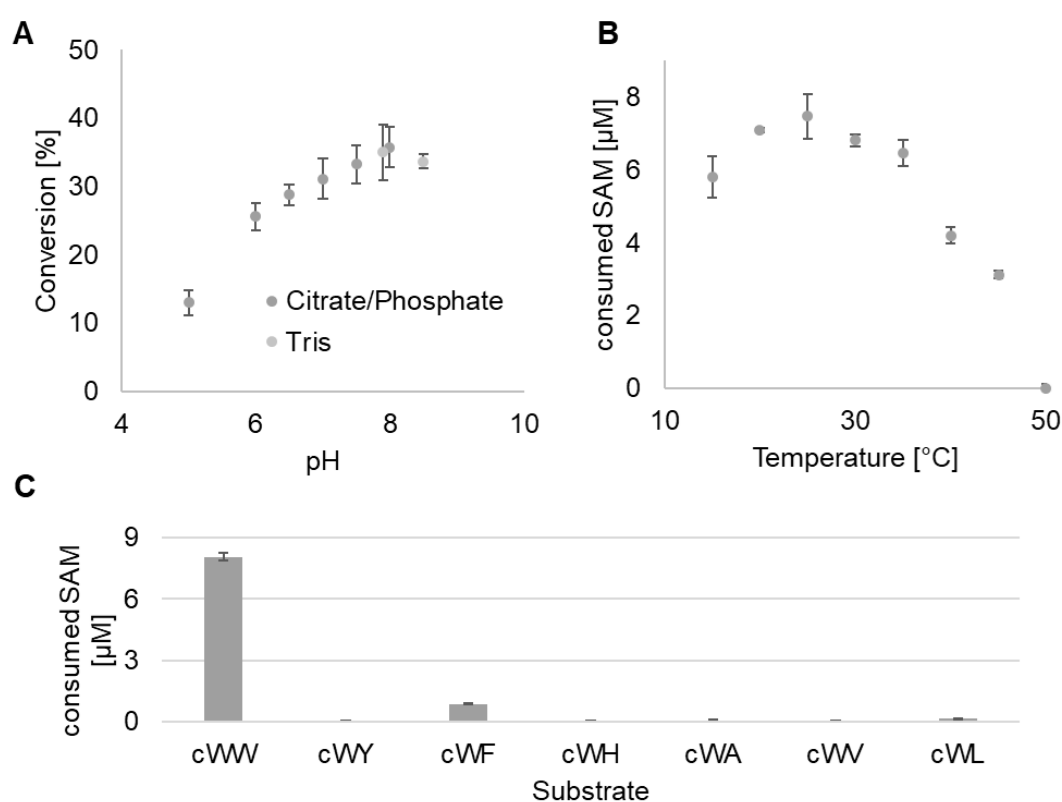 A
Conversion [%]
50
40
30
20
10
0
Citrate/Phosphate
Tris
4 6 8 10
pH
B
consumed SAM [µM]
8
6
4
2
0
10 30 50
Temperature [°C]
C
consumed SAM
[µM]
9
6
3
0
cWW cWY cWF cWH cWA cWV cWL
Substrate